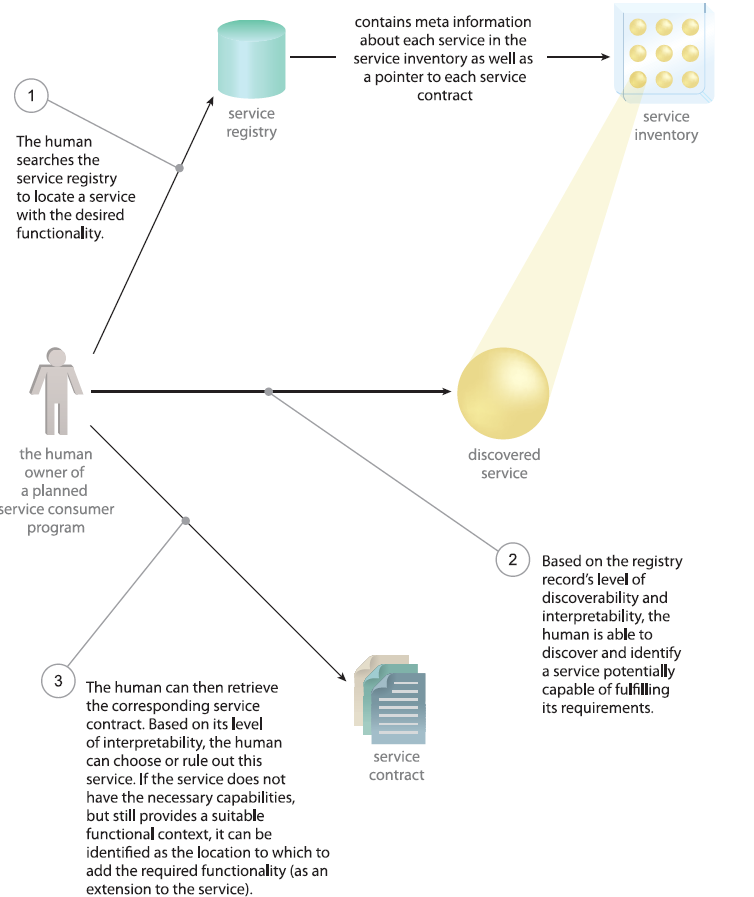 contains meta information
about each service in the
service inventory as well as
a pointer to each service
contract
service
registry
service
inventory
1
The human
searches the
service registry
to locate a service
with the desired
functionality.
the human
owner of
a planned
service consumer
program
discovered
service
2
Based on the registry
record's level of
discoverability and
interpretability, the
human is able to
discover and identify
a service potentially
capable of fulfilling
its requirements.
3
The human can then retrieve
the corresponding service
contract. Based on its level
of interpretability, the human
can choose or rule out this
service. If the service does not
have the necessary capabilities,
but still provides a suitable
functional context, it can be
identified as the location to which to
add the required functionality (as an
extension to the service).
service
contract